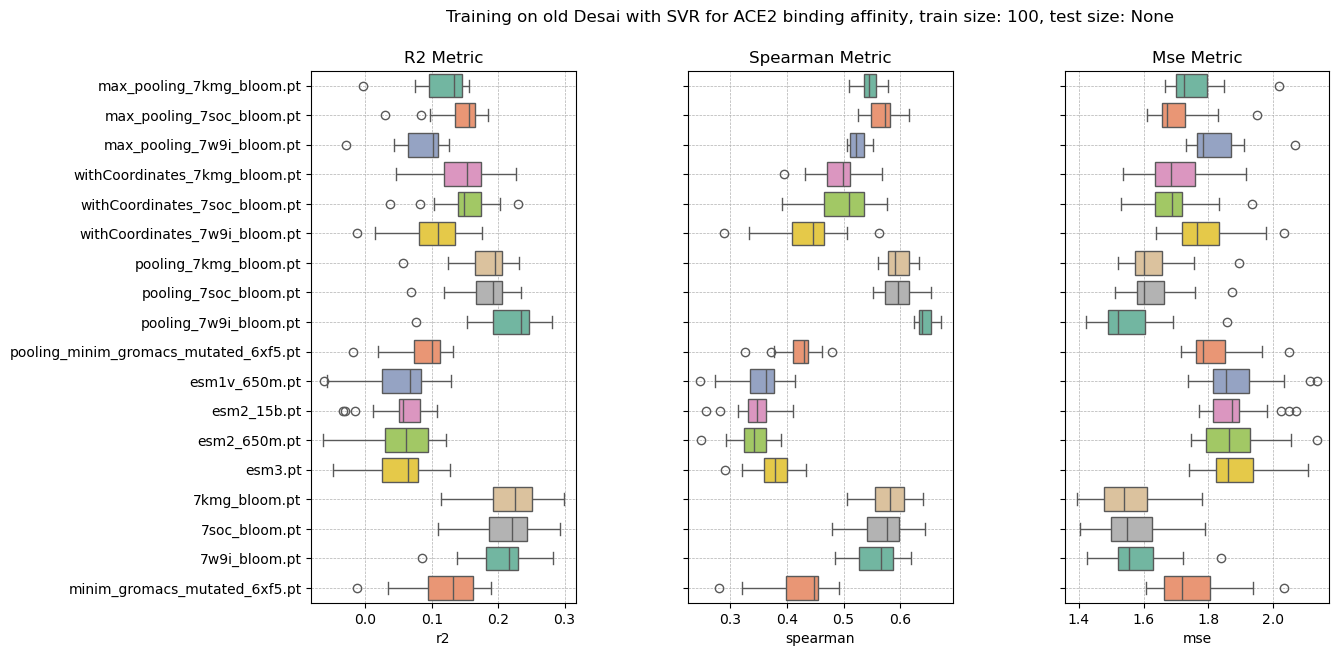 Training on old Desai with SVR for ACE2 binding affinity, train size: 100, test size: None
R2 Metric
Spearman Metric
Mse Metric
max_pooling_7kmg_bloom.pt
max_pooling_7soc_bloom.pt
max_pooling_7w9i_bloom.pt
withCoordinates_7kmg_bloom.pt
withCoordinates_7soc_bloom.pt
withCoordinates_7w9i_bloom.pt
pooling_7kmg_bloom.pt
pooling_7soc_bloom.pt
pooling_7w9i_bloom.pt
pooling_minim_gromacs_mutated_6xf5.pt
esm1v_650m.pt
esm2_15b.pt
esm2_650m.pt
esm3.pt
7kmg_bloom.pt
7soc_bloom.pt
7w9i_bloom.pt
minim_gromacs_mutated_6xf5.pt
0.0 0.1 0.2 0.3
r2
0.3 0.4 0.5 0.6
spearman
1.4 1.6 1.8 2.0
mse